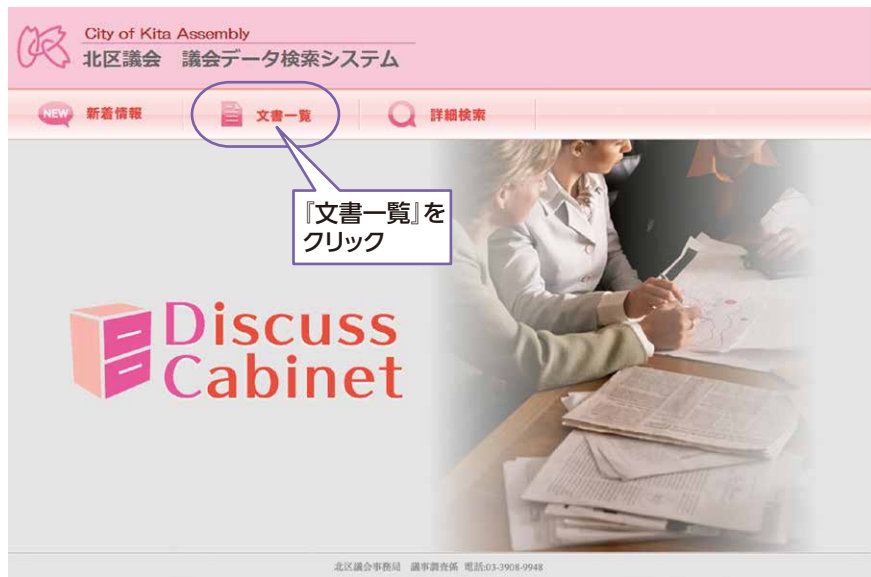 City of Kita Assembly
北区議会 議会データ検索システム
NEW 新着情報 文書一覧 詳細検索
『文書一覧』を
クリック
Discuss
Cabinet
北区議会事務局 議事調査係 電話:03-3908-9948